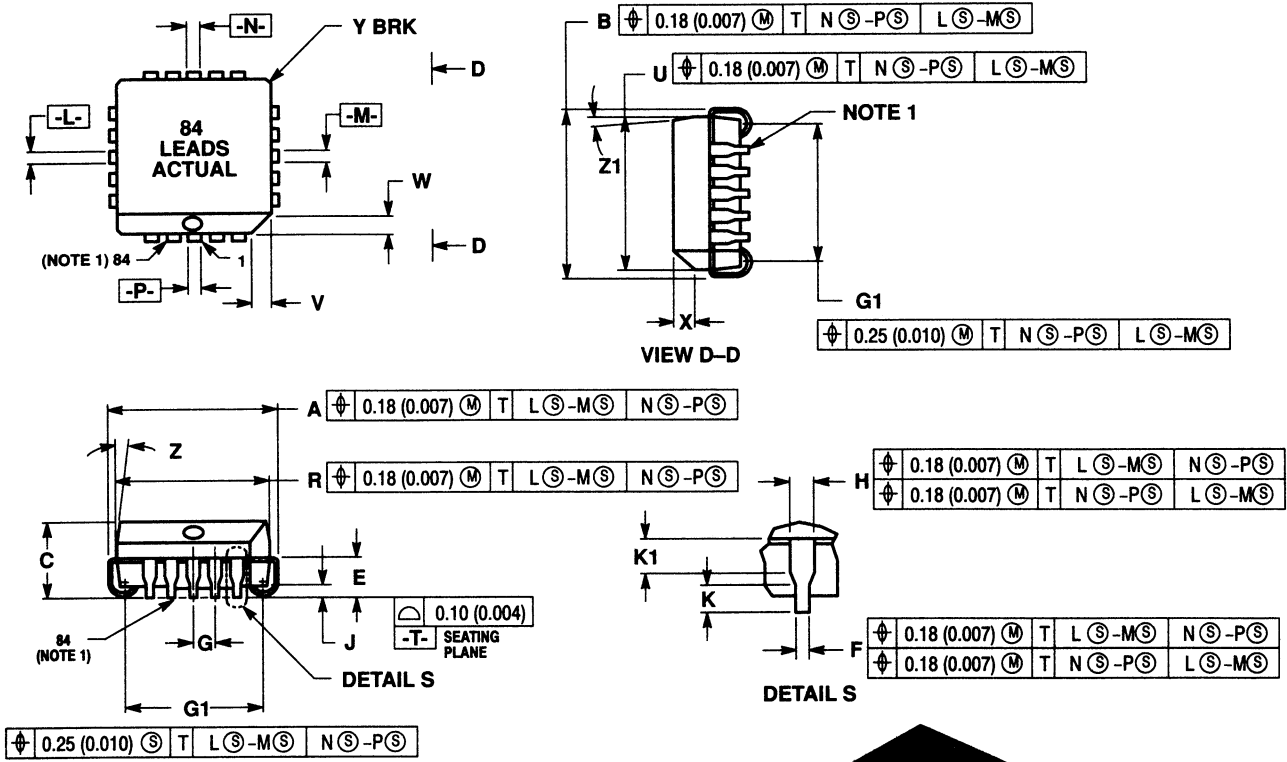 -N-
Y BRK
D
-L-
-M-
84
LEADS
ACTUAL
W
(NOTE 1) 84
1
D
-P-
V
B ⌖ 0.18 (0.007) Ⓜ T N Ⓢ -P Ⓢ L Ⓢ -M Ⓢ
U ⌖ 0.18 (0.007) Ⓜ T N Ⓢ -P Ⓢ L Ⓢ -M Ⓢ
NOTE 1
Z1
G1
X
⌖ 0.25 (0.010) Ⓜ T N Ⓢ -P Ⓢ L Ⓢ -M Ⓢ
VIEW D–D
A ⌖ 0.18 (0.007) Ⓜ T L Ⓢ -M Ⓢ N Ⓢ -P Ⓢ
Z
R ⌖ 0.18 (0.007) Ⓜ T L Ⓢ -M Ⓢ N Ⓢ -P Ⓢ
C
E
84
(NOTE 1)
G
J
⌓ 0.10 (0.004)
-T- SEATING
PLANE
DETAIL S
G1
⌖ 0.25 (0.010) Ⓢ T L Ⓢ -M Ⓢ N Ⓢ -P Ⓢ
H ⌖ 0.18 (0.007) Ⓜ T L Ⓢ -M Ⓢ N Ⓢ -P Ⓢ
⌖ 0.18 (0.007) Ⓜ T N Ⓢ -P Ⓢ L Ⓢ -M Ⓢ
K1
K
F ⌖ 0.18 (0.007) Ⓜ T L Ⓢ -M Ⓢ N Ⓢ -P Ⓢ
⌖ 0.18 (0.007) Ⓜ T N Ⓢ -P Ⓢ L Ⓢ -M Ⓢ
DETAIL S